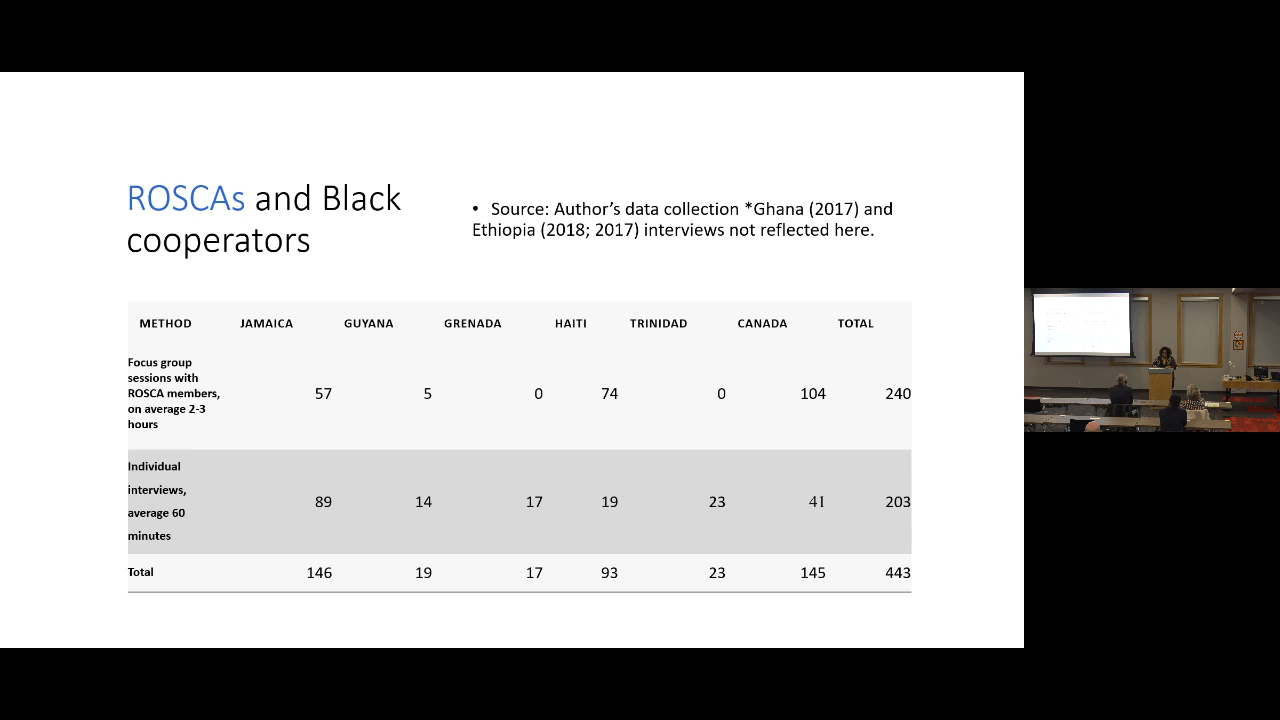 ROSCAs and Black
cooperators
• Source: Author’s data collection *Ghana (2017) and
Ethiopia (2018; 2017) interviews not reflected here.
METHOD JAMAICA GUYANA GRENADA HAITI TRINIDAD CANADA TOTAL
Focus group
sessions with
ROSCA members,
on average 2-3
hours
57 5 0 74 0 104 240
Individual
interviews,
average 60
minutes
89 14 17 19 23 41 203
Total 146 19 17 93 23 145 443